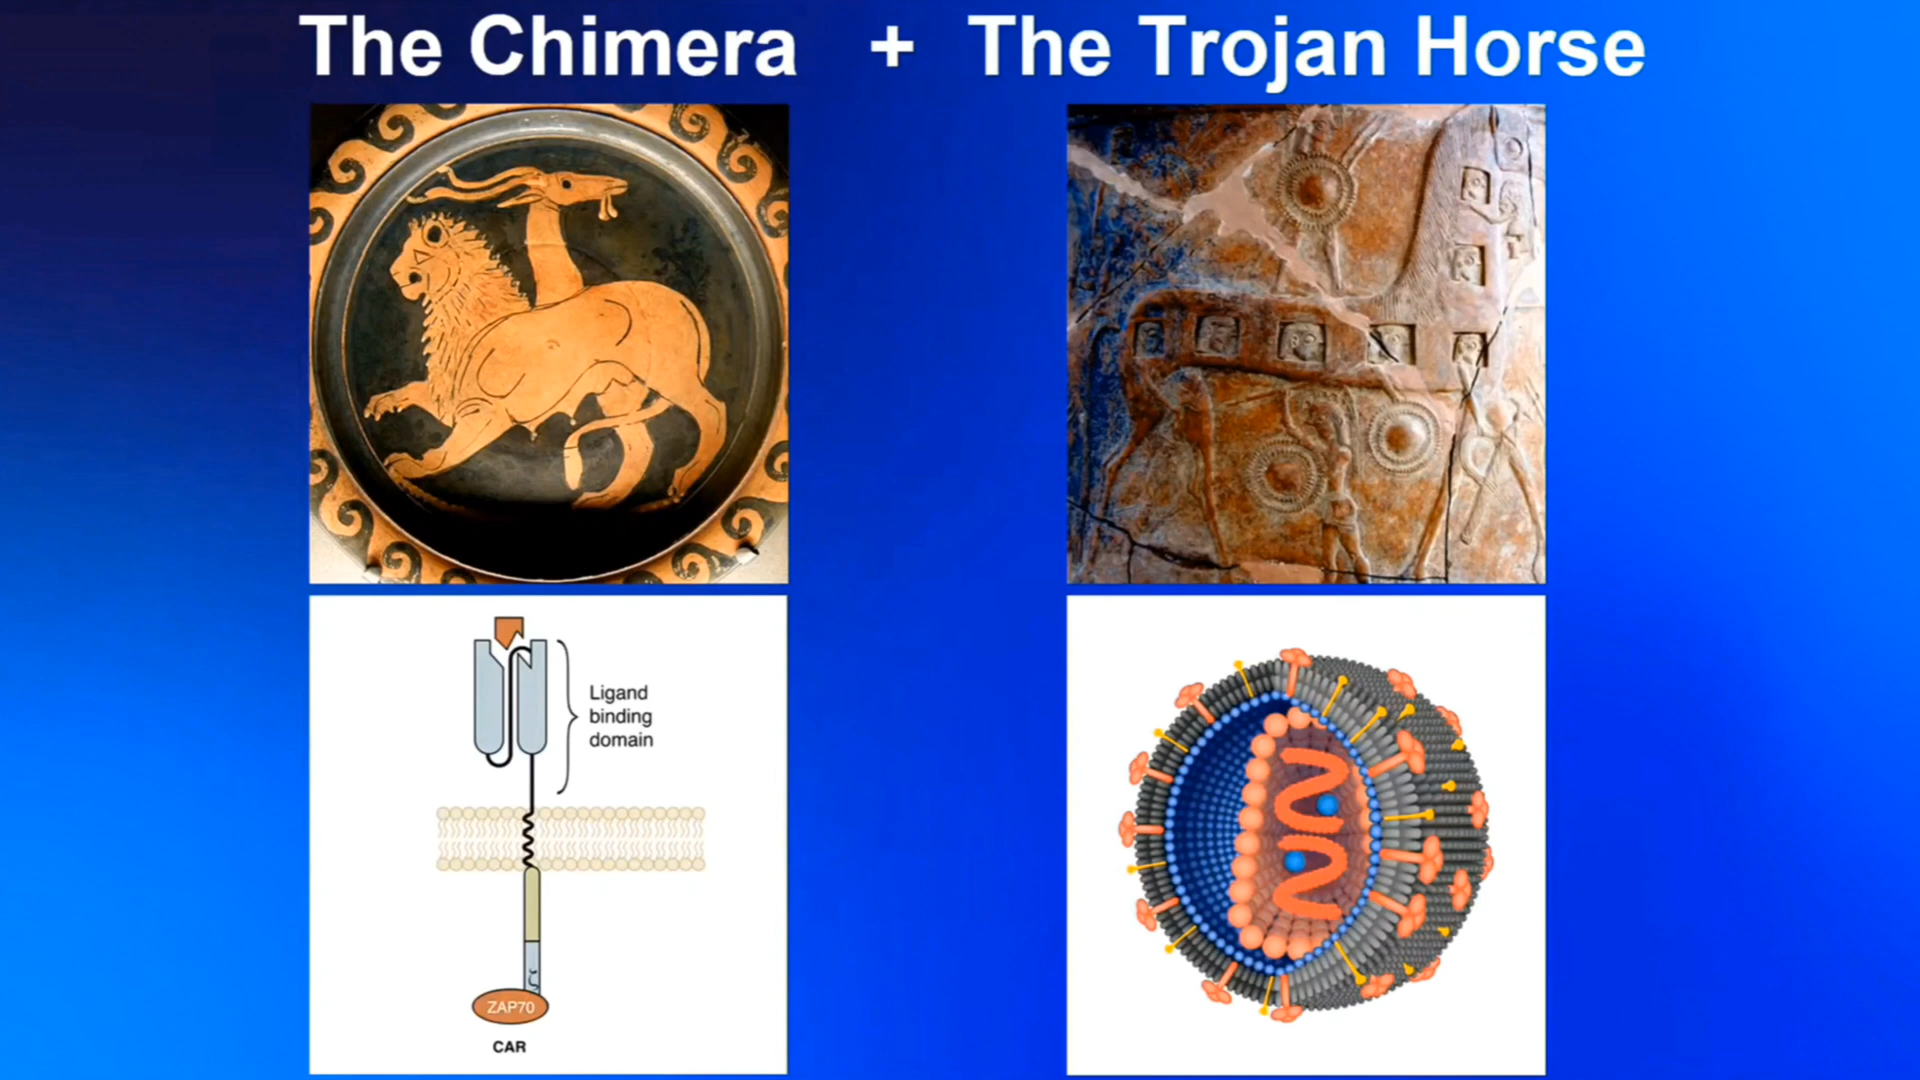 The Chimera + The Trojan Horse
Ligand
binding
domain
ZAP70
CAR